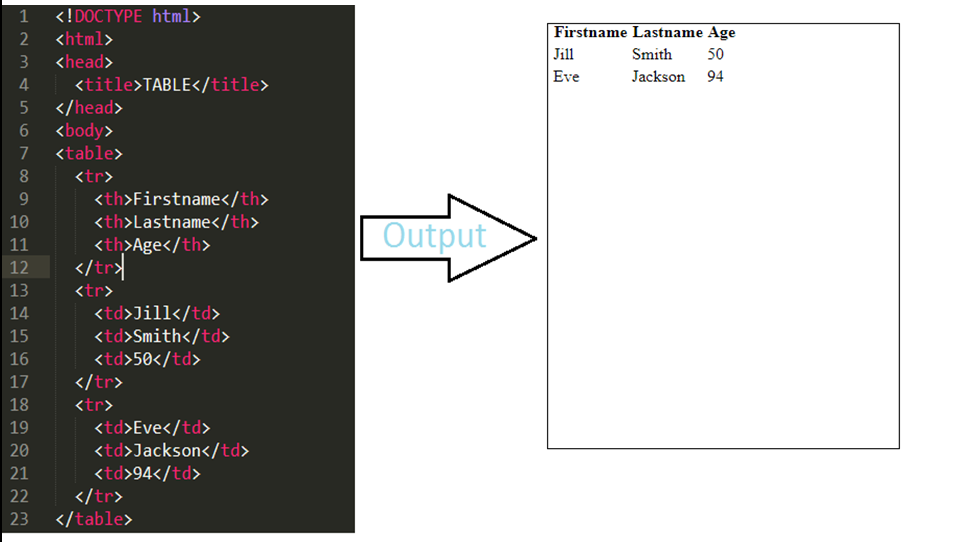 1 <!DOCTYPE html>
2 <html>
3 <head>
4   <title>TABLE</title>
5 </head>
6 <body>
7 <table>
8   <tr>
9     <th>Firstname</th>
10     <th>Lastname</th>
11     <th>Age</th>
12   </tr>
13   <tr>
14     <td>Jill</td>
15     <td>Smith</td>
16     <td>50</td>
17   </tr>
18   <tr>
19     <td>Eve</td>
20     <td>Jackson</td>
21     <td>94</td>
22   </tr>
23 </table>
Output
Firstname Lastname Age
Jill Smith 50
Eve Jackson 94